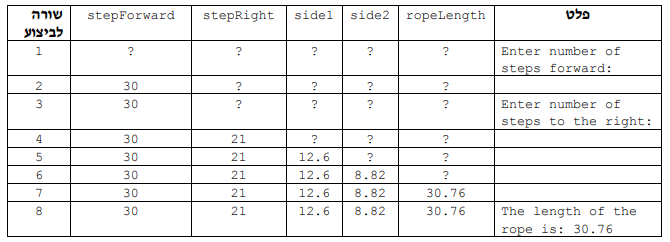 שורה לביצוע stepForward stepRight side1 side2 ropeLength פלט
1 ? ? ? ? ? Enter number of
steps forward:
2 30 ? ? ? ?
3 30 ? ? ? ? Enter number of
steps to the right:
4 30 21 ? ? ?
5 30 21 12.6 ? ?
6 30 21 12.6 8.82 ?
7 30 21 12.6 8.82 30.76
8 30 21 12.6 8.82 30.76 The length of the
rope is: 30.76